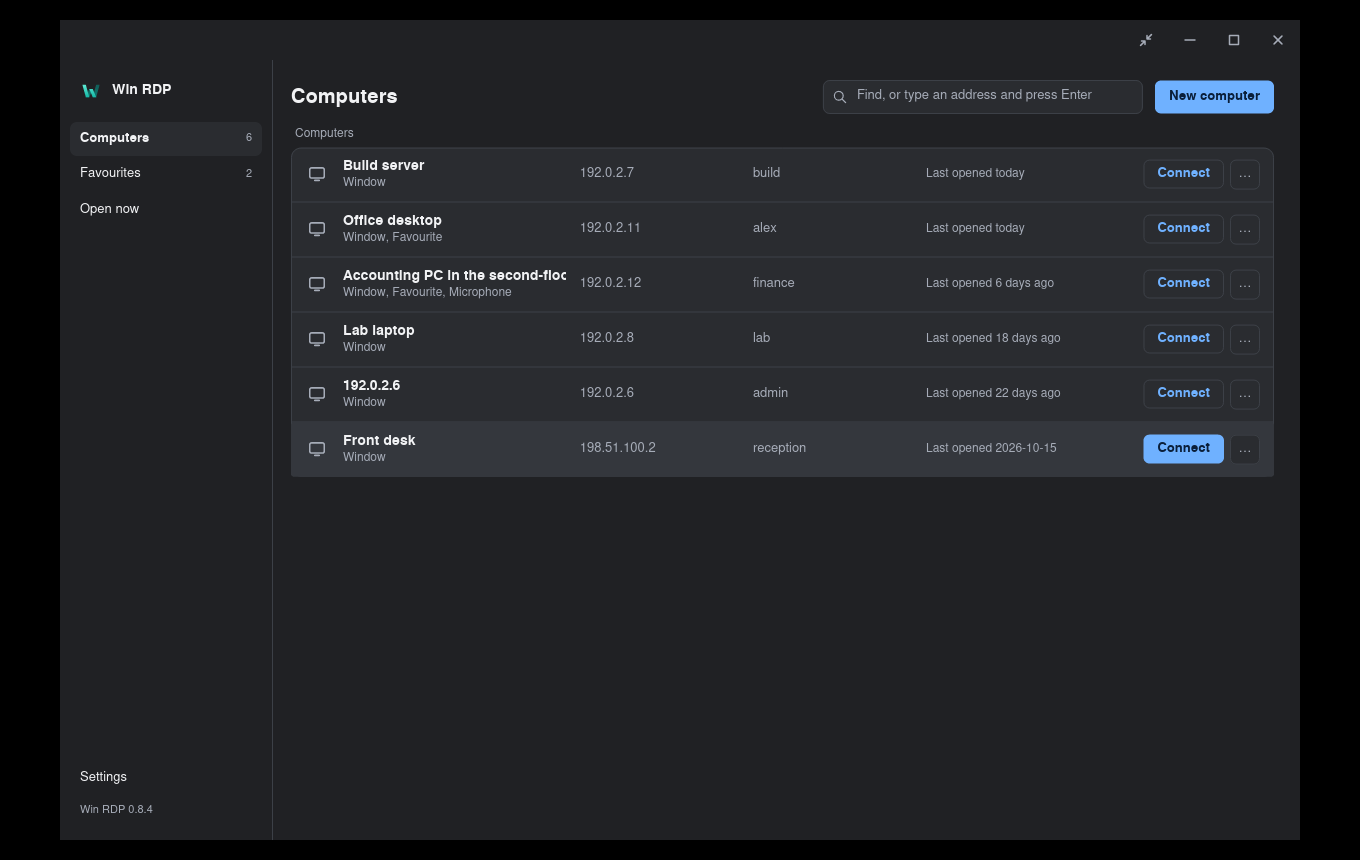 Win RDP
Computers 6
Favourites 2
Open now
Settings
Win RDP 0.8.4
Computers
Find, or type an address and press Enter
New computer
Computers
Build server
Window
192.0.2.7
build
Last opened today
Connect
...
Office desktop
Window, Favourite
192.0.2.11
alex
Last opened today
Connect
...
Accounting PC in the second-floo
Window, Favourite, Microphone
192.0.2.12
finance
Last opened 6 days ago
Connect
...
Lab laptop
Window
192.0.2.8
lab
Last opened 18 days ago
Connect
...
192.0.2.6
Window
192.0.2.6
admin
Last opened 22 days ago
Connect
...
Front desk
Window
198.51.100.2
reception
Last opened 2026-10-15
Connect
...